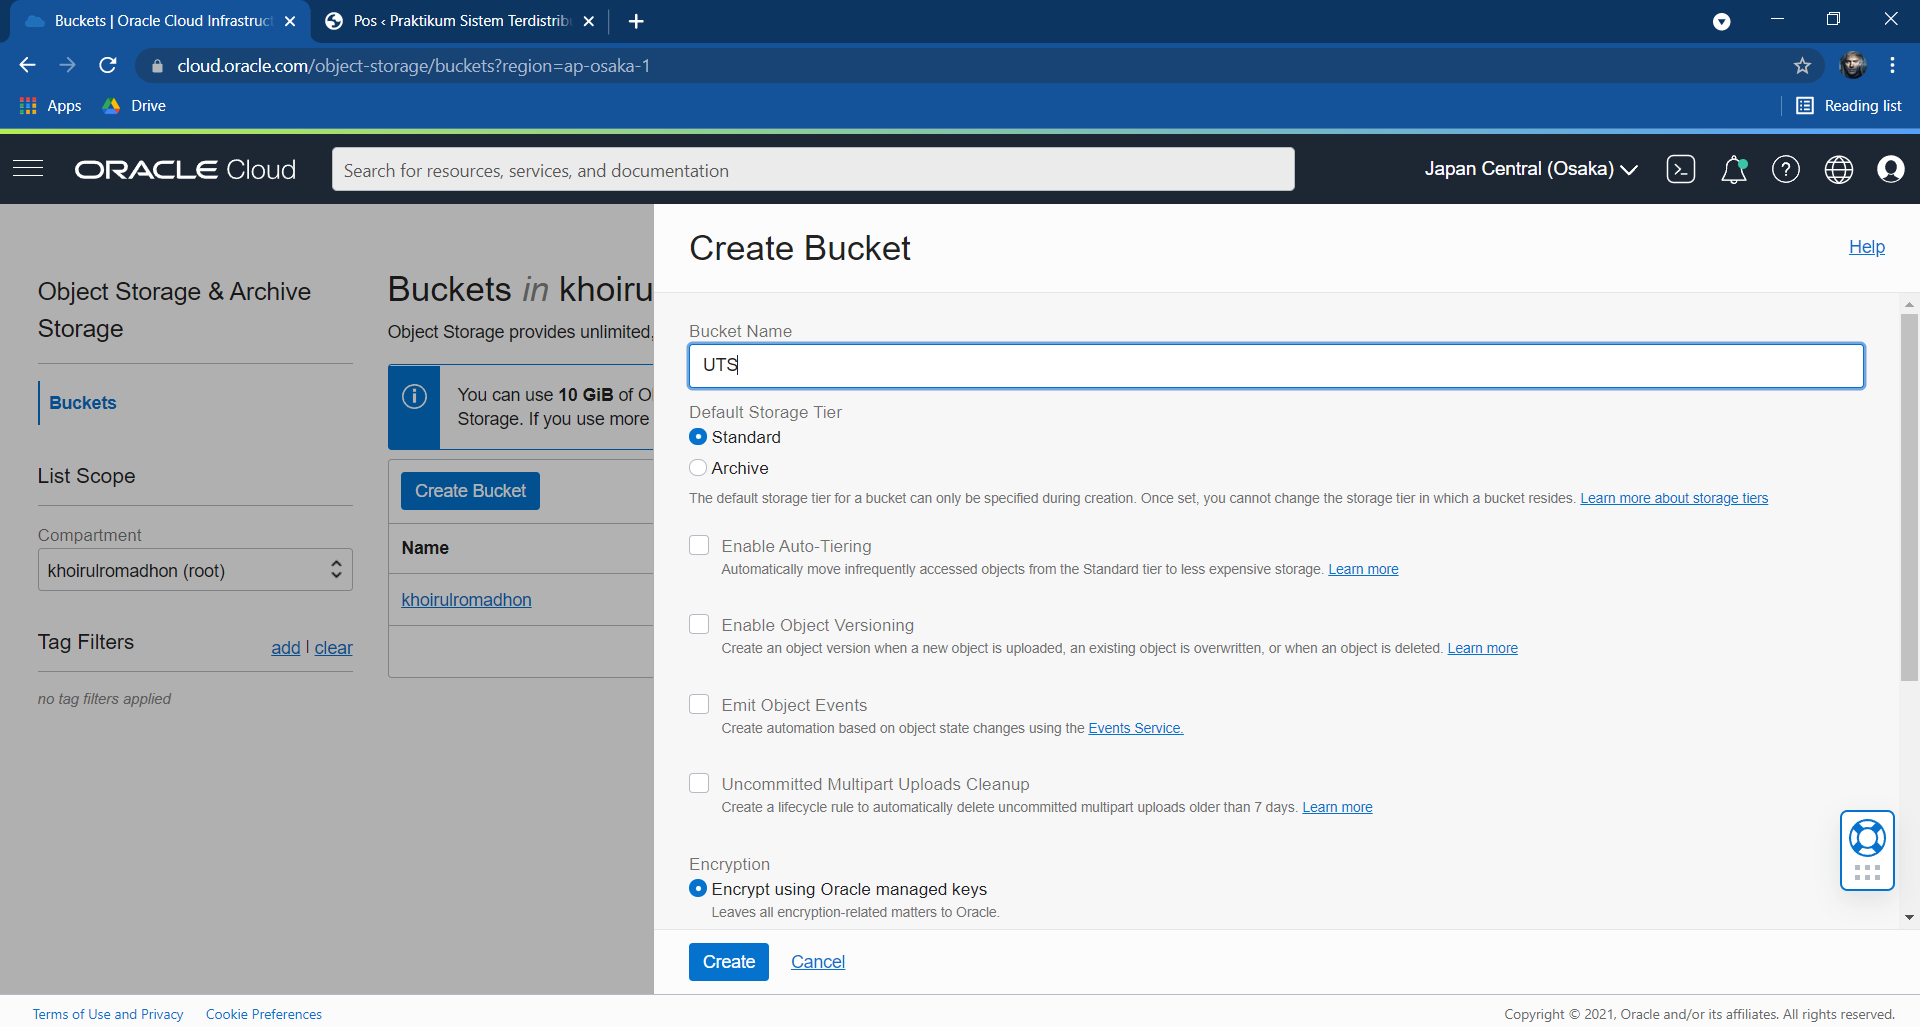 Buckets | Oracle Cloud Infrastruct
Pos ‹ Praktikum Sistem Terdistrib
cloud.oracle.com/object-storage/buckets?region=ap-osaka-1
Apps
Drive
Reading list
ORACLE Cloud
Search for resources, services, and documentation
Japan Central (Osaka)
Object Storage & Archive
Storage
Buckets
List Scope
Compartment
khoirulromadhon (root)
Tag Filters
add | clear
no tag filters applied
Buckets in khoiru
Object Storage provides unlimited,
You can use 10 GiB of O
Storage. If you use more
Create Bucket
Name
khoirulromadhon
Create Bucket
Help
Bucket Name
UTS
Default Storage Tier
Standard
Archive
The default storage tier for a bucket can only be specified during creation. Once set, you cannot change the storage tier in which a bucket resides. Learn more about storage tiers
Enable Auto-Tiering
Automatically move infrequently accessed objects from the Standard tier to less expensive storage. Learn more
Enable Object Versioning
Create an object version when a new object is uploaded, an existing object is overwritten, or when an object is deleted. Learn more
Emit Object Events
Create automation based on object state changes using the Events Service.
Uncommitted Multipart Uploads Cleanup
Create a lifecycle rule to automatically delete uncommitted multipart uploads older than 7 days. Learn more
Encryption
Encrypt using Oracle managed keys
Leaves all encryption-related matters to Oracle.
Create
Cancel
Terms of Use and Privacy
Cookie Preferences
Copyright © 2021, Oracle and/or its affiliates. All rights reserved.